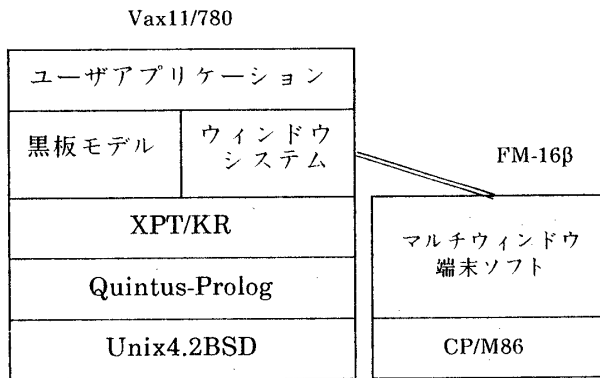 Vax11/780
ユーザアプリケーション
黒板モデル
ウィンドウ
システム
XPT/KR
Quintus-Prolog
Unix4.2BSD
FM-16β
マルチウィンドウ
端末ソフト
CP/M86